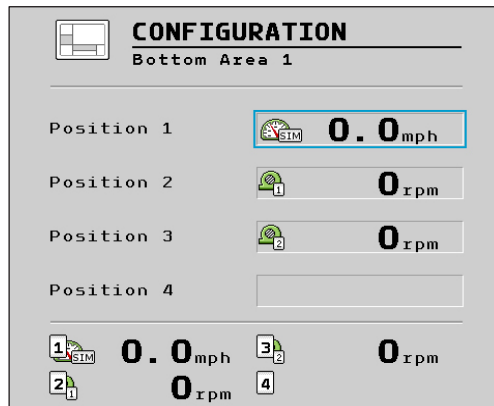 CONFIGURATION
Bottom Area 1
Position 1 SIM 0.0mph
Position 2 1 0rpm
Position 3 2 0rpm
Position 4
1 SIM 0.0mph 3 2 0rpm
2 1 0rpm 4